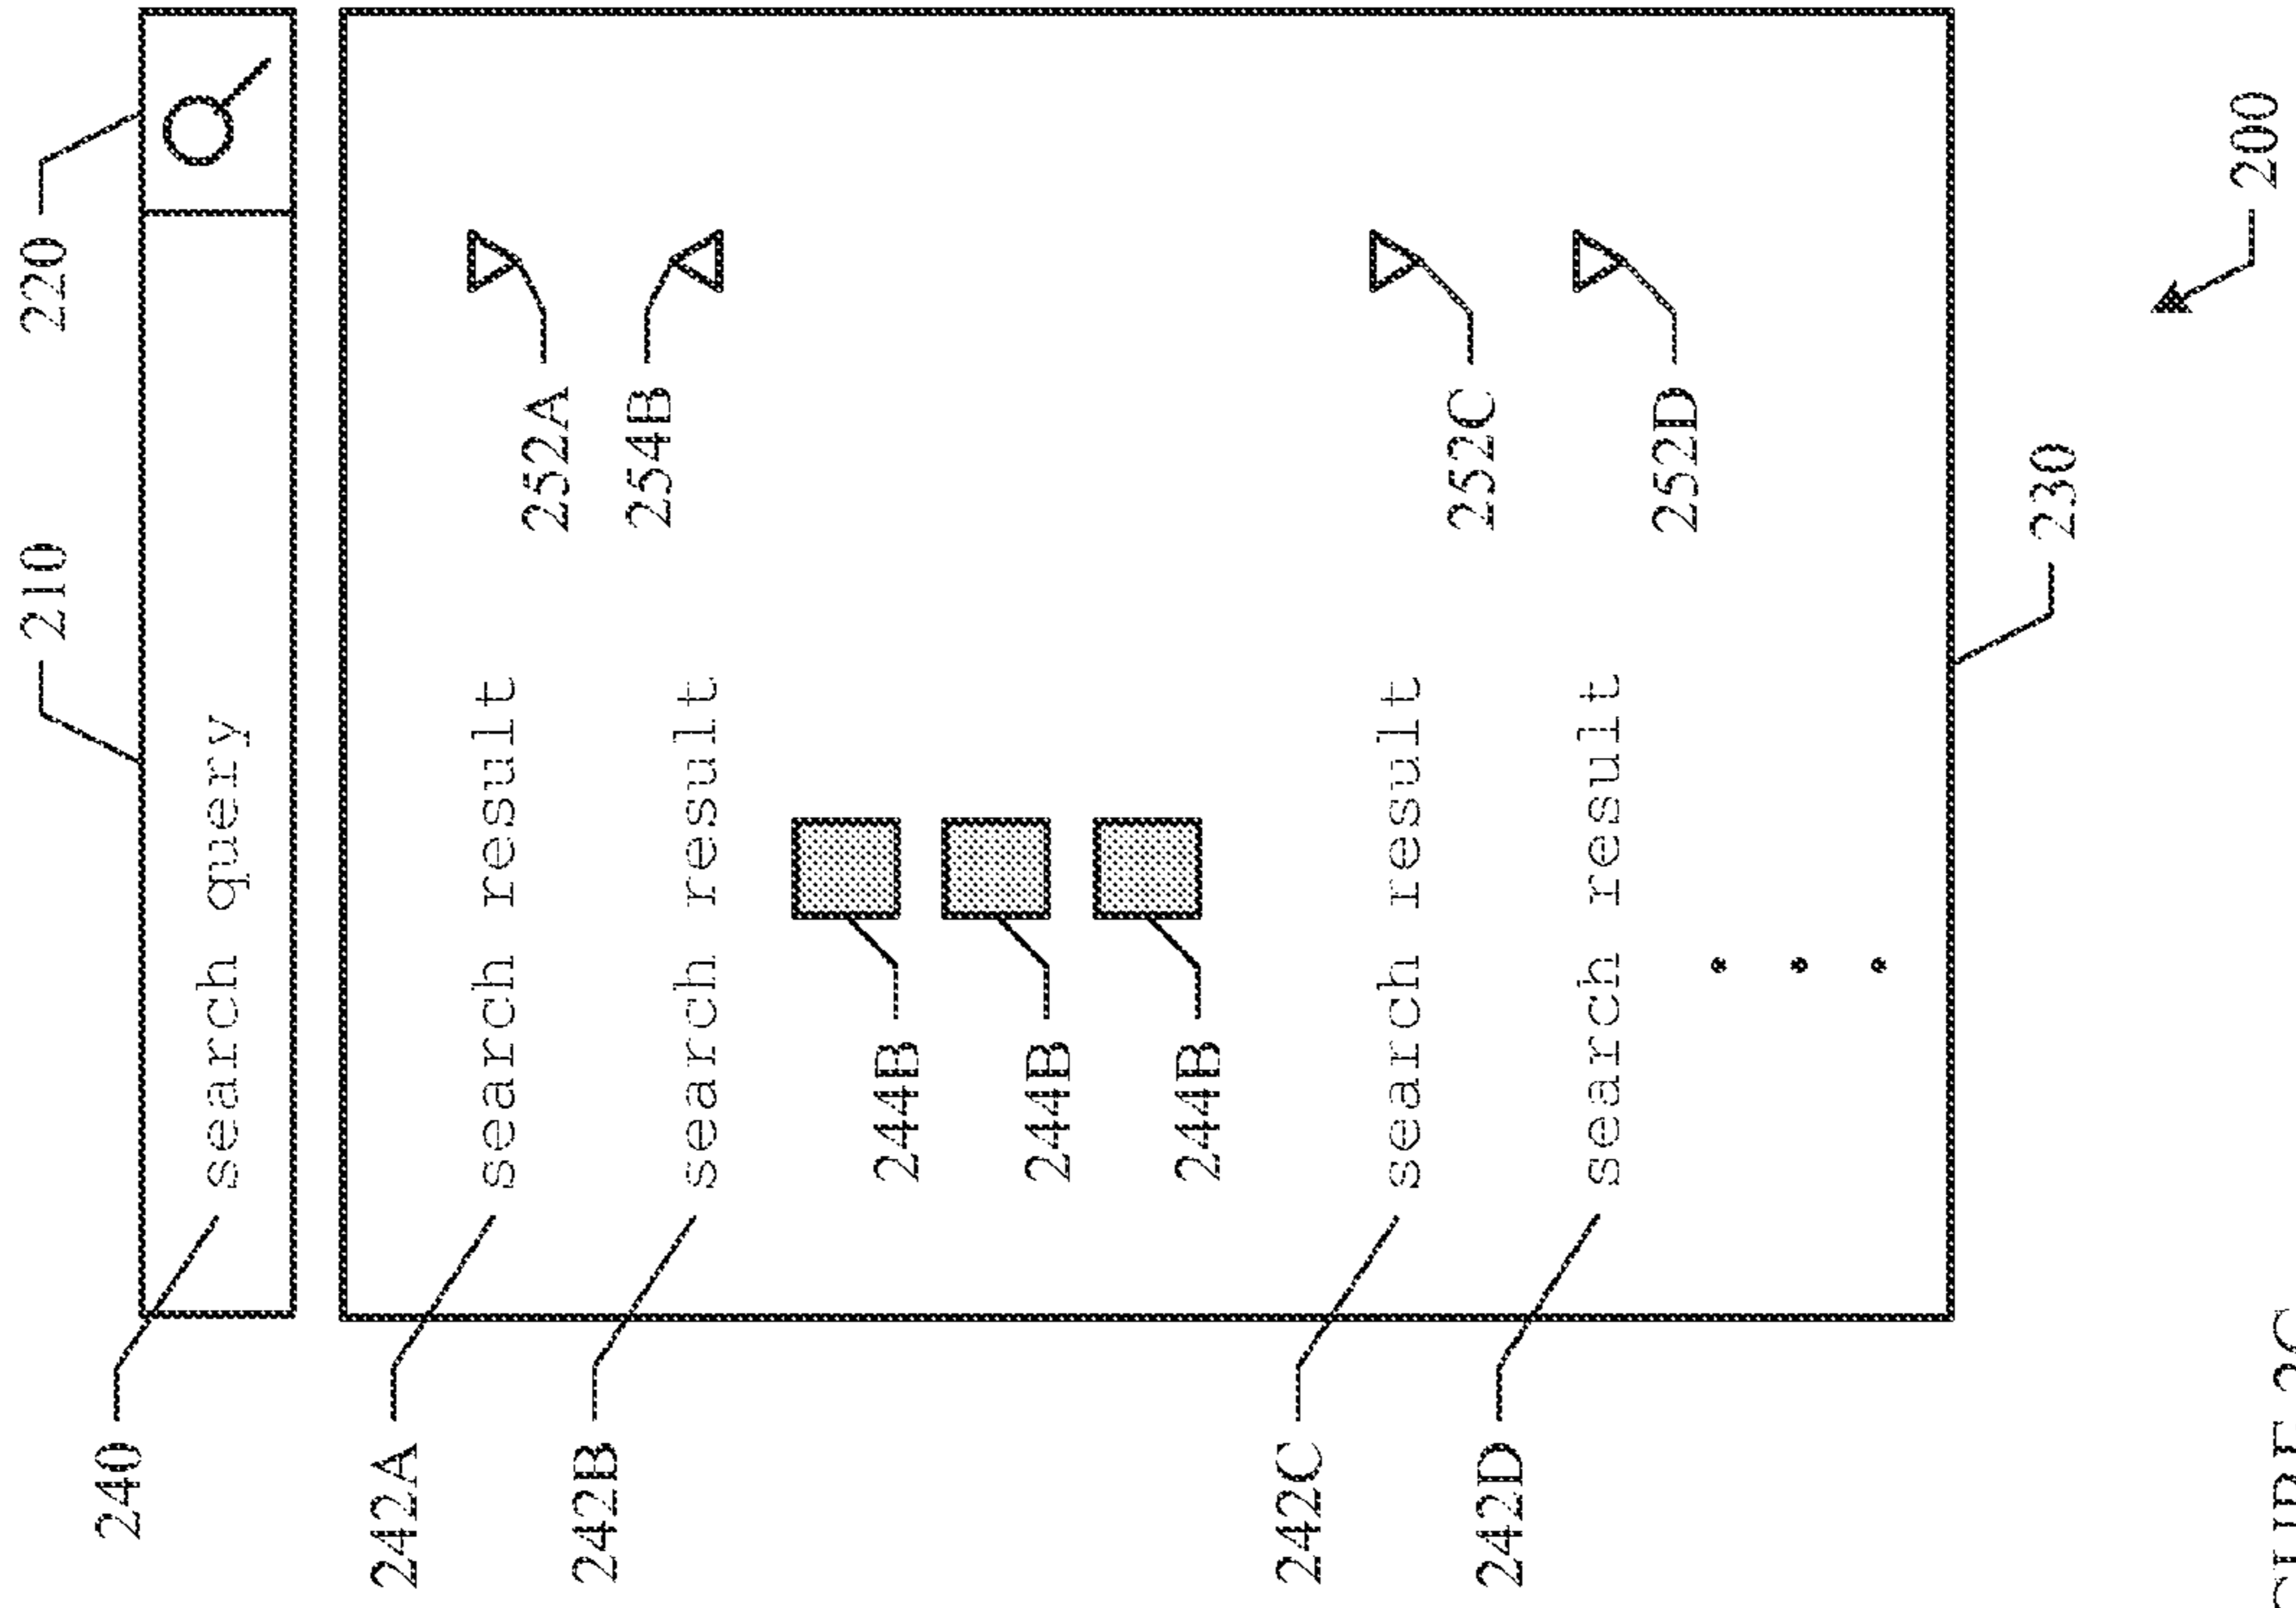 210 220
240 search query
242A search result
252A
242B search result
254B
244B
244B
244B
242C search result
252C
242D search result
252D
230
200